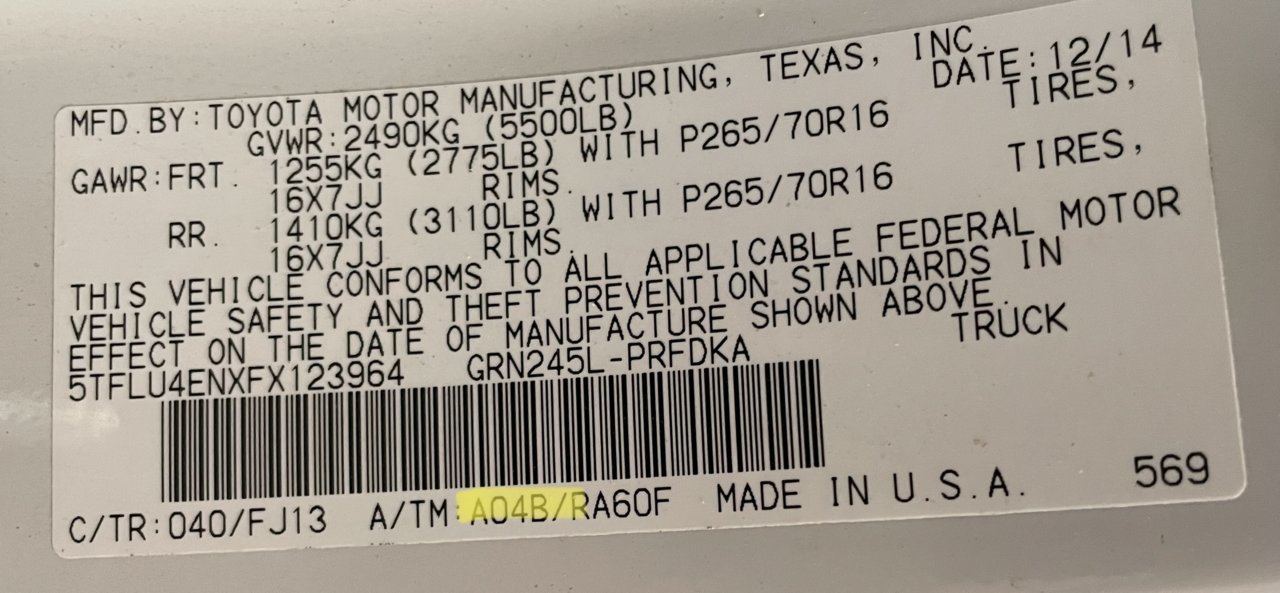 MFD.BY:TOYOTA MOTOR MANUFACTURING, TEXAS, INC.
GVWR:2490KG (5500LB) DATE:12/14
GAWR:FRT. 1255KG (2775LB) WITH P265/70R16 TIRES,
16X7JJ RIMS.
RR. 1410KG (3110LB) WITH P265/70R16 TIRES,
16X7JJ RIMS.
THIS VEHICLE CONFORMS TO ALL APPLICABLE FEDERAL MOTOR
VEHICLE SAFETY AND THEFT PREVENTION STANDARDS IN
EFFECT ON THE DATE OF MANUFACTURE SHOWN ABOVE.
5TFLU4ENXFX123964 GRN245L-PRFDKA TRUCK
C/TR:040/FJ13 A/TM:A04B/RA60F MADE IN U.S.A. 569